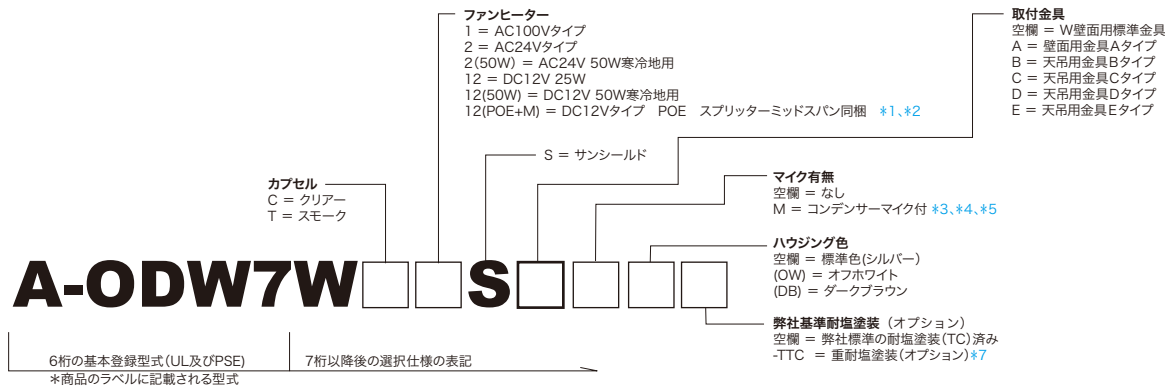 ファンヒーター
1 = AC100Vタイプ
2 = AC24Vタイプ
2(50W) = AC24V 50W寒冷地用
12 = DC12V 25W
12(50W) = DC12V 50W寒冷地用
12(POE+M) = DC12Vタイプ POE スプリッターミッドスパン同梱 *1、*2
取付金具
空欄 = W壁面用標準金具
A = 壁面用金具Aタイプ
B = 天吊用金具Bタイプ
C = 天吊用金具Cタイプ
D = 天吊用金具Dタイプ
E = 天吊用金具Eタイプ
S = サンシールド
カプセル
C = クリアー
T = スモーク
マイク有無
空欄 = なし
M = コンデンサーマイク付 *3、*4、*5
ハウジング色
空欄 = 標準色(シルバー)
(OW) = オフホワイト
(DB) = ダークブラウン
A-ODW7W□□S□□□□
弊社基準耐塩塗装(オプション)
空欄 = 弊社標準の耐塩塗装(TC)済み
-TTC = 重耐塩塗装(オプション)*7
6桁の基本登録型式(UL及びPSE)
7桁以降後の選択仕様の表記
*商品のラベルに記載される型式